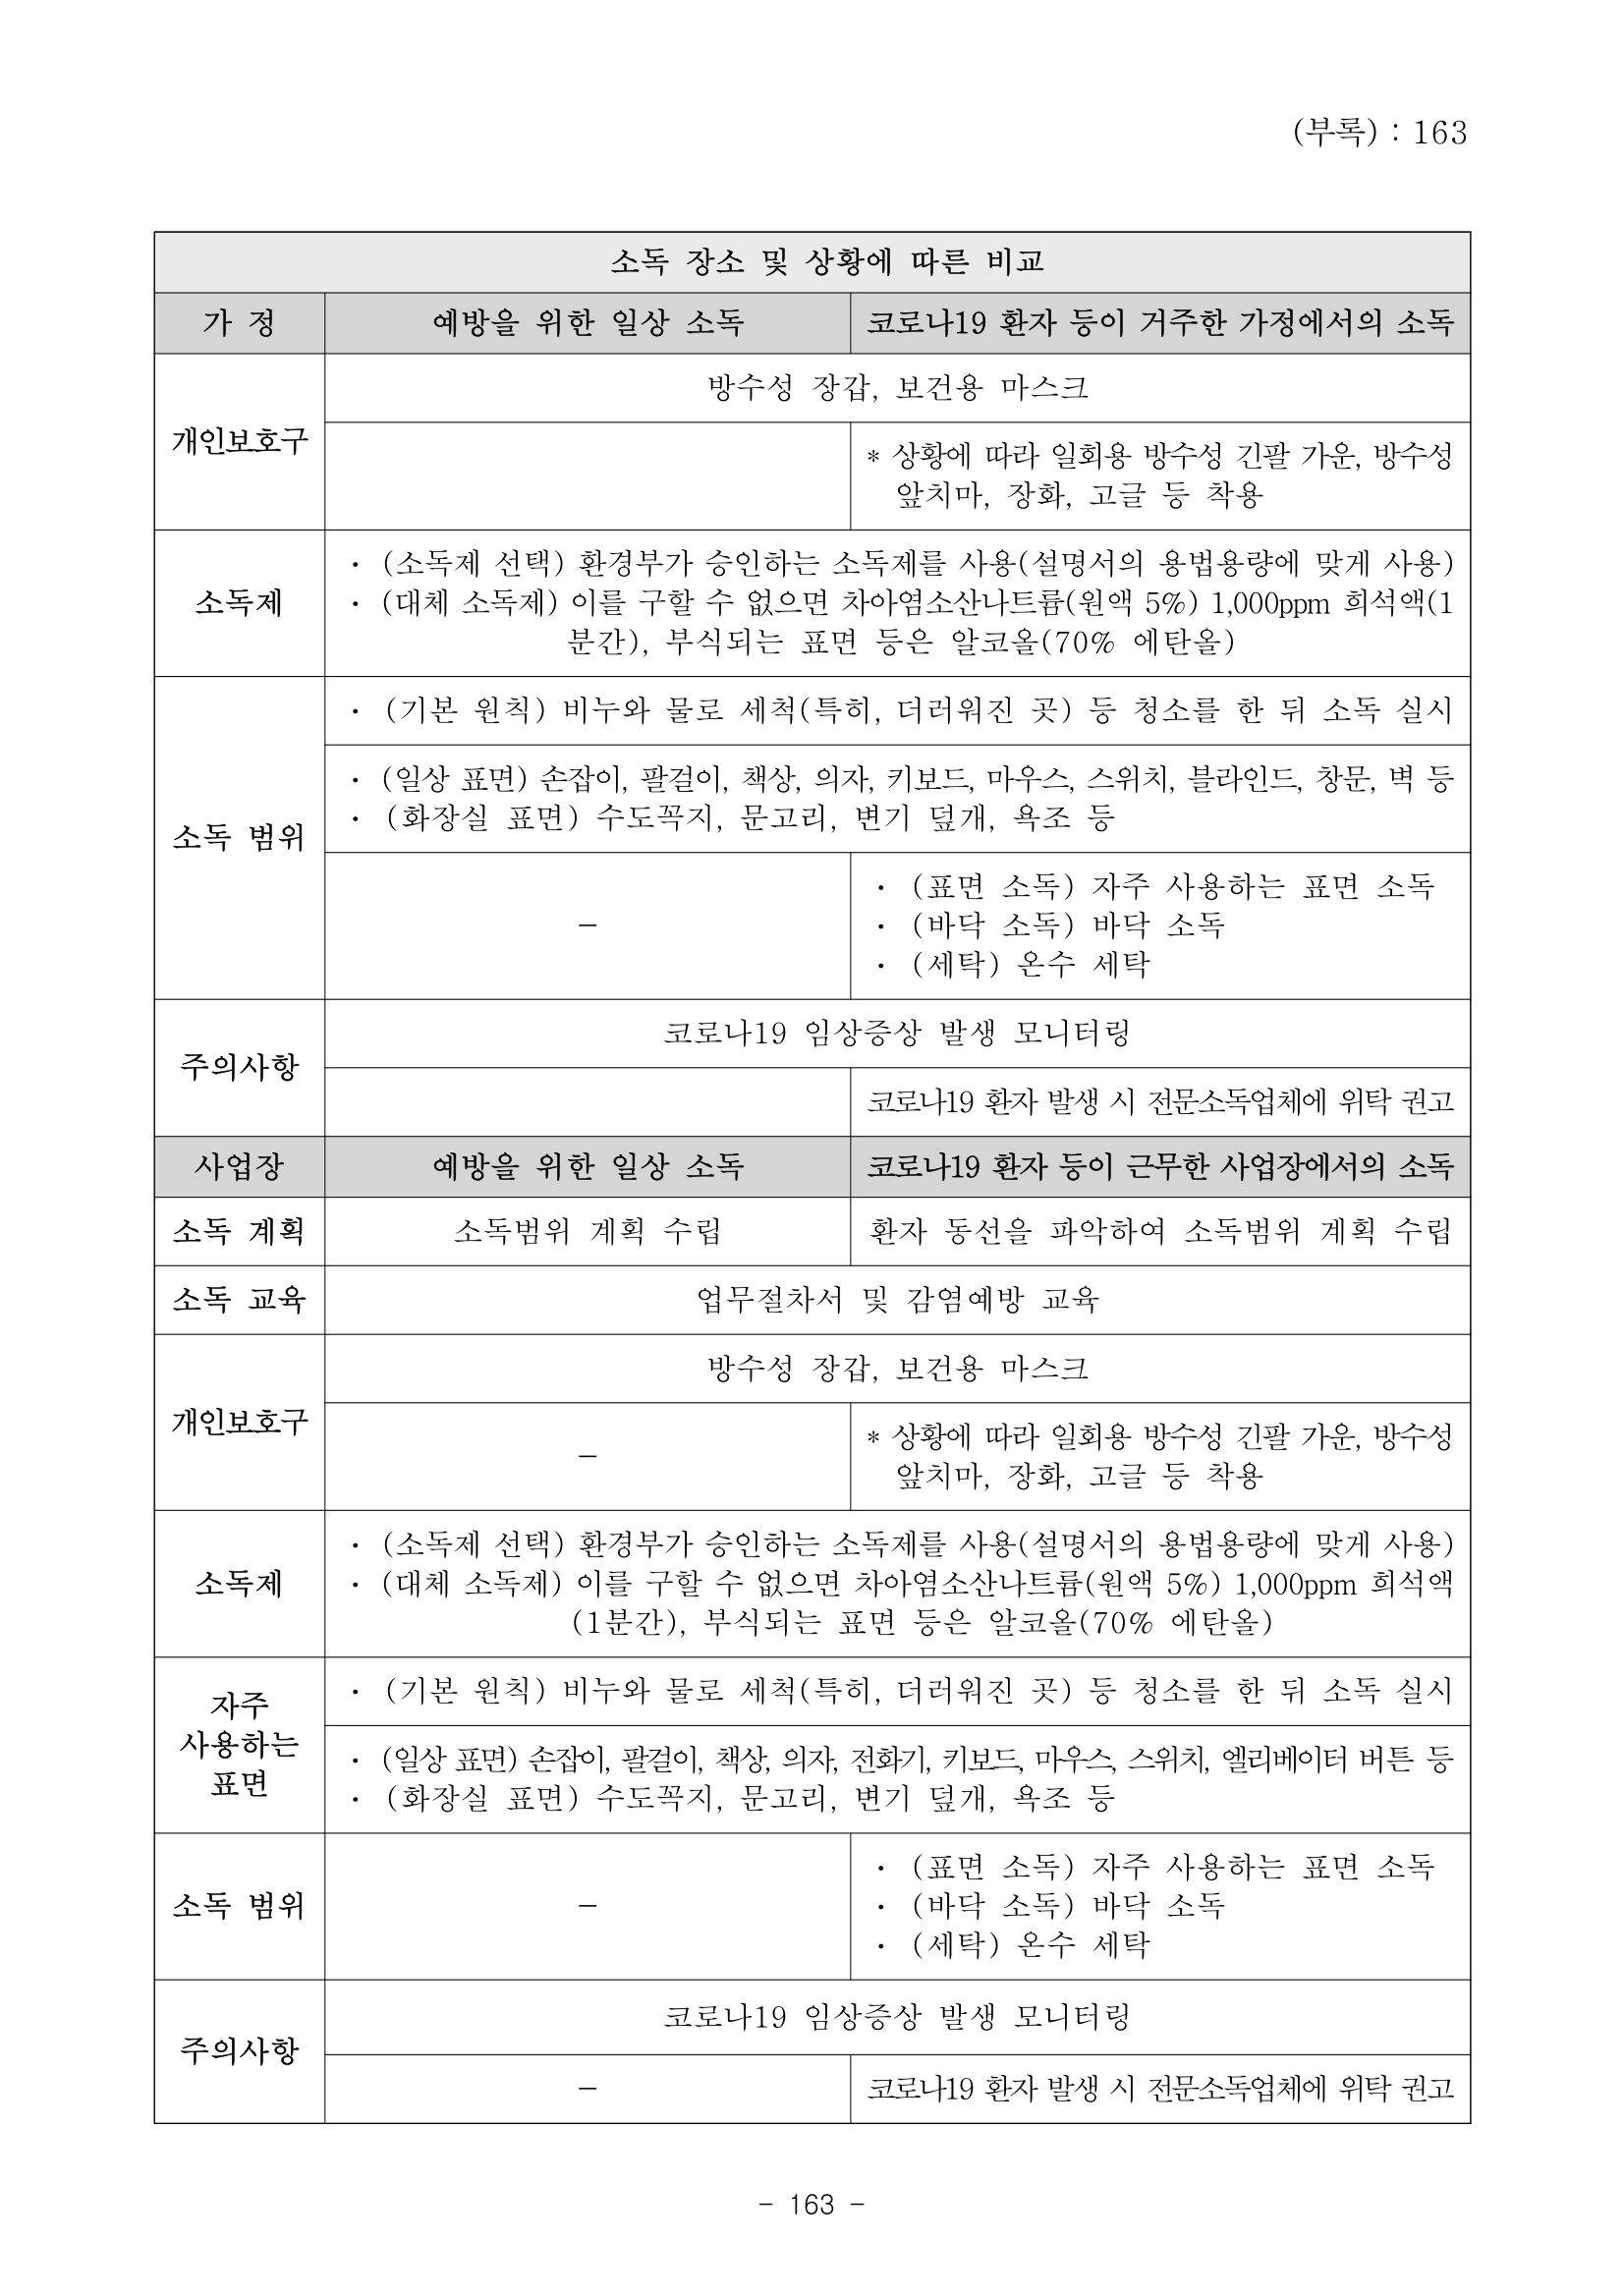 (부록) : 163
소독 장소 및 상황에 따른 비교
가 정 예방을 위한 일상 소독 코로나19 환자 등이 거주한 가정에서의 소독
개인보호구
방수성 장갑, 보건용 마스크
* 상황에 따라 일회용 방수성 긴팔 가운, 방수성
앞치마, 장화, 고글 등 착용
소독제
· (소독제 선택) 환경부가 승인하는 소독제를 사용(설명서의 용법용량에 맞게 사용)
· (대체 소독제) 이를 구할 수 없으면 차아염소산나트륨(원액 5%) 1,000ppm 희석액(1
분간), 부식되는 표면 등은 알코올(70% 에탄올)
소독 범위
· (기본 원칙) 비누와 물로 세척(특히, 더러워진 곳) 등 청소를 한 뒤 소독 실시
· (일상 표면) 손잡이, 팔걸이, 책상, 의자, 키보드, 마우스, 스위치, 블라인드, 창문, 벽 등
· (화장실 표면) 수도꼭지, 문고리, 변기 덮개, 욕조 등
-
· (표면 소독) 자주 사용하는 표면 소독
· (바닥 소독) 바닥 소독
· (세탁) 온수 세탁
주의사항
코로나19 임상증상 발생 모니터링
코로나19 환자 발생 시 전문소독업체에 위탁 권고
사업장 예방을 위한 일상 소독 코로나19 환자 등이 근무한 사업장에서의 소독
소독 계획 소독범위 계획 수립 환자 동선을 파악하여 소독범위 계획 수립
소독 교육 업무절차서 및 감염예방 교육
개인보호구
방수성 장갑, 보건용 마스크
-
* 상황에 따라 일회용 방수성 긴팔 가운, 방수성
앞치마, 장화, 고글 등 착용
소독제
· (소독제 선택) 환경부가 승인하는 소독제를 사용(설명서의 용법용량에 맞게 사용)
· (대체 소독제) 이를 구할 수 없으면 차아염소산나트륨(원액 5%) 1,000ppm 희석액
(1분간), 부식되는 표면 등은 알코올(70% 에탄올)
자주
사용하는
표면
· (기본 원칙) 비누와 물로 세척(특히, 더러워진 곳) 등 청소를 한 뒤 소독 실시
· (일상 표면) 손잡이, 팔걸이, 책상, 의자, 전화기, 키보드, 마우스, 스위치, 엘리베이터 버튼 등
· (화장실 표면) 수도꼭지, 문고리, 변기 덮개, 욕조 등
소독 범위
-
· (표면 소독) 자주 사용하는 표면 소독
· (바닥 소독) 바닥 소독
· (세탁) 온수 세탁
주의사항
코로나19 임상증상 발생 모니터링
-
코로나19 환자 발생 시 전문소독업체에 위탁 권고
- 163 -